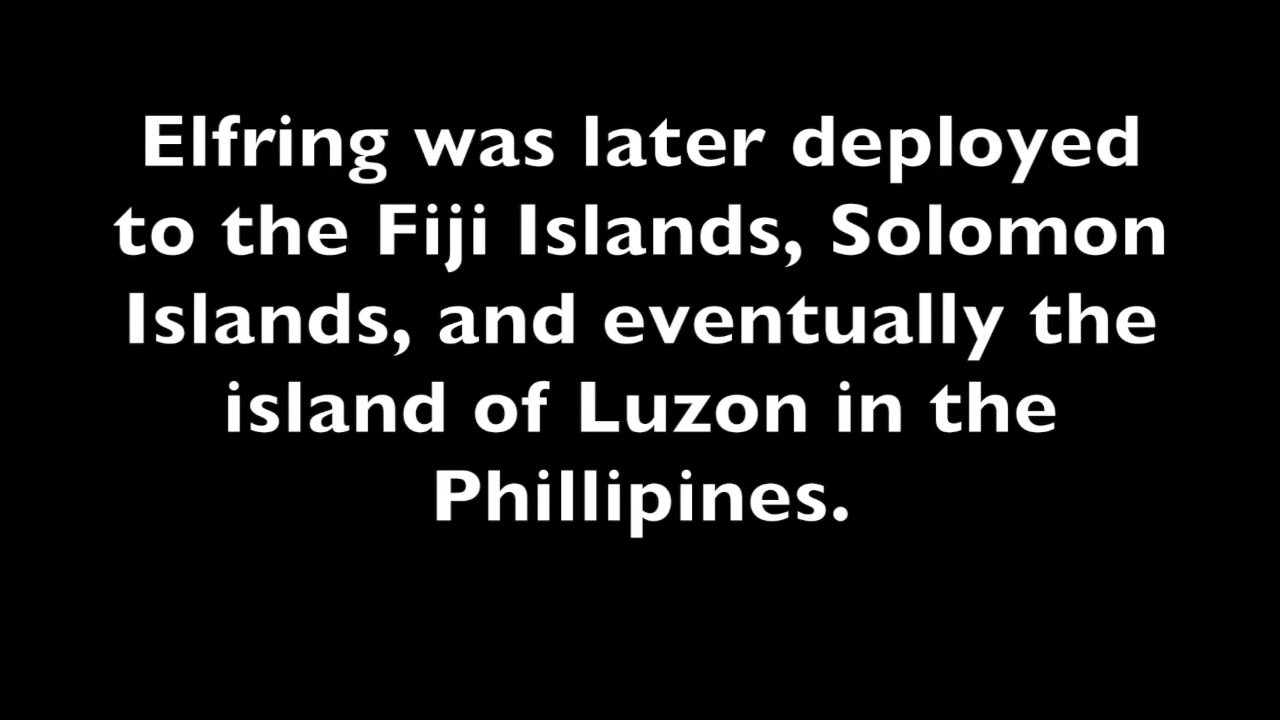 Elfring was later deployed
to the Fiji Islands, Solomon
Islands, and eventually the
island of Luzon in the
Phillipines.